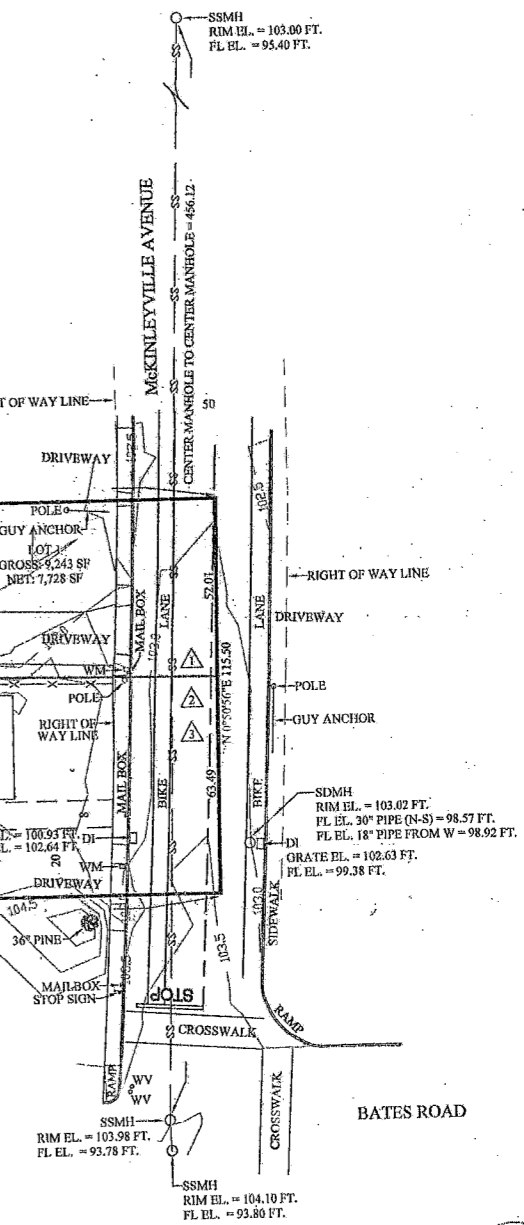 SSMH
RIM EL. = 103.00 FT.
FL EL. = 95.40 FT.
McKINLEYVILLE AVENUE
CENTER MANHOLE TO CENTER MANHOLE = 456.12
T OF WAY LINE
50
DRIVEWAY
102.5
POLE
GUY ANCHOR
LOT 1
GROSS: 9,243 SF
NET: 7,728 SF
RIGHT OF WAY LINE
LANE
MAIL BOX
52.01
LANE
DRIVEWAY
DRIVEWAY
WM
1
N 0°50'56"E 115.50
POLE
POLE
2
RIGHT OF
WAY LINE
3
GUY ANCHOR
MAIL BOX
BIKE
63.49
BIKE
SDMH
RIM EL. = 103.02 FT.
FL EL. 30" PIPE (N-S) = 98.57 FT.
FL EL. 18" PIPE FROM W = 98.92 FT.
EL. = 100.93 FT.
L. = 102.64 FT.
DI
DI
GRATE EL. = 102.63 FT.
FL EL. = 99.38 FT.
20
WM
DRIVEWAY
104.5
103.0
SIDEWALK
36" PINE
103.5
MAILBOX
STOP SIGN
STOP
CROSSWALK
RAMP
RAMP
WV
WV
CROSSWALK
BATES ROAD
SSMH
RIM EL. = 103.98 FT.
FL EL. = 93.78 FT.
SSMH
RIM EL. = 104.10 FT.
FL EL. = 93.80 FT.